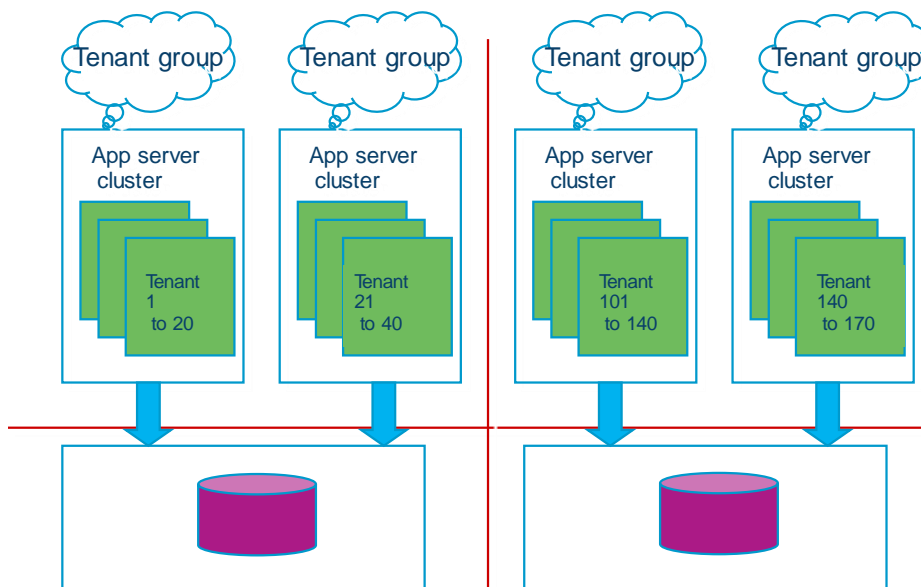 Tenant group
Tenant group
Tenant group
Tenant group
App server
cluster
App server
cluster
App server
cluster
App server
cluster
Tenant
1
to 20
Tenant
21
to 40
Tenant
101
to 140
Tenant
140
to 170